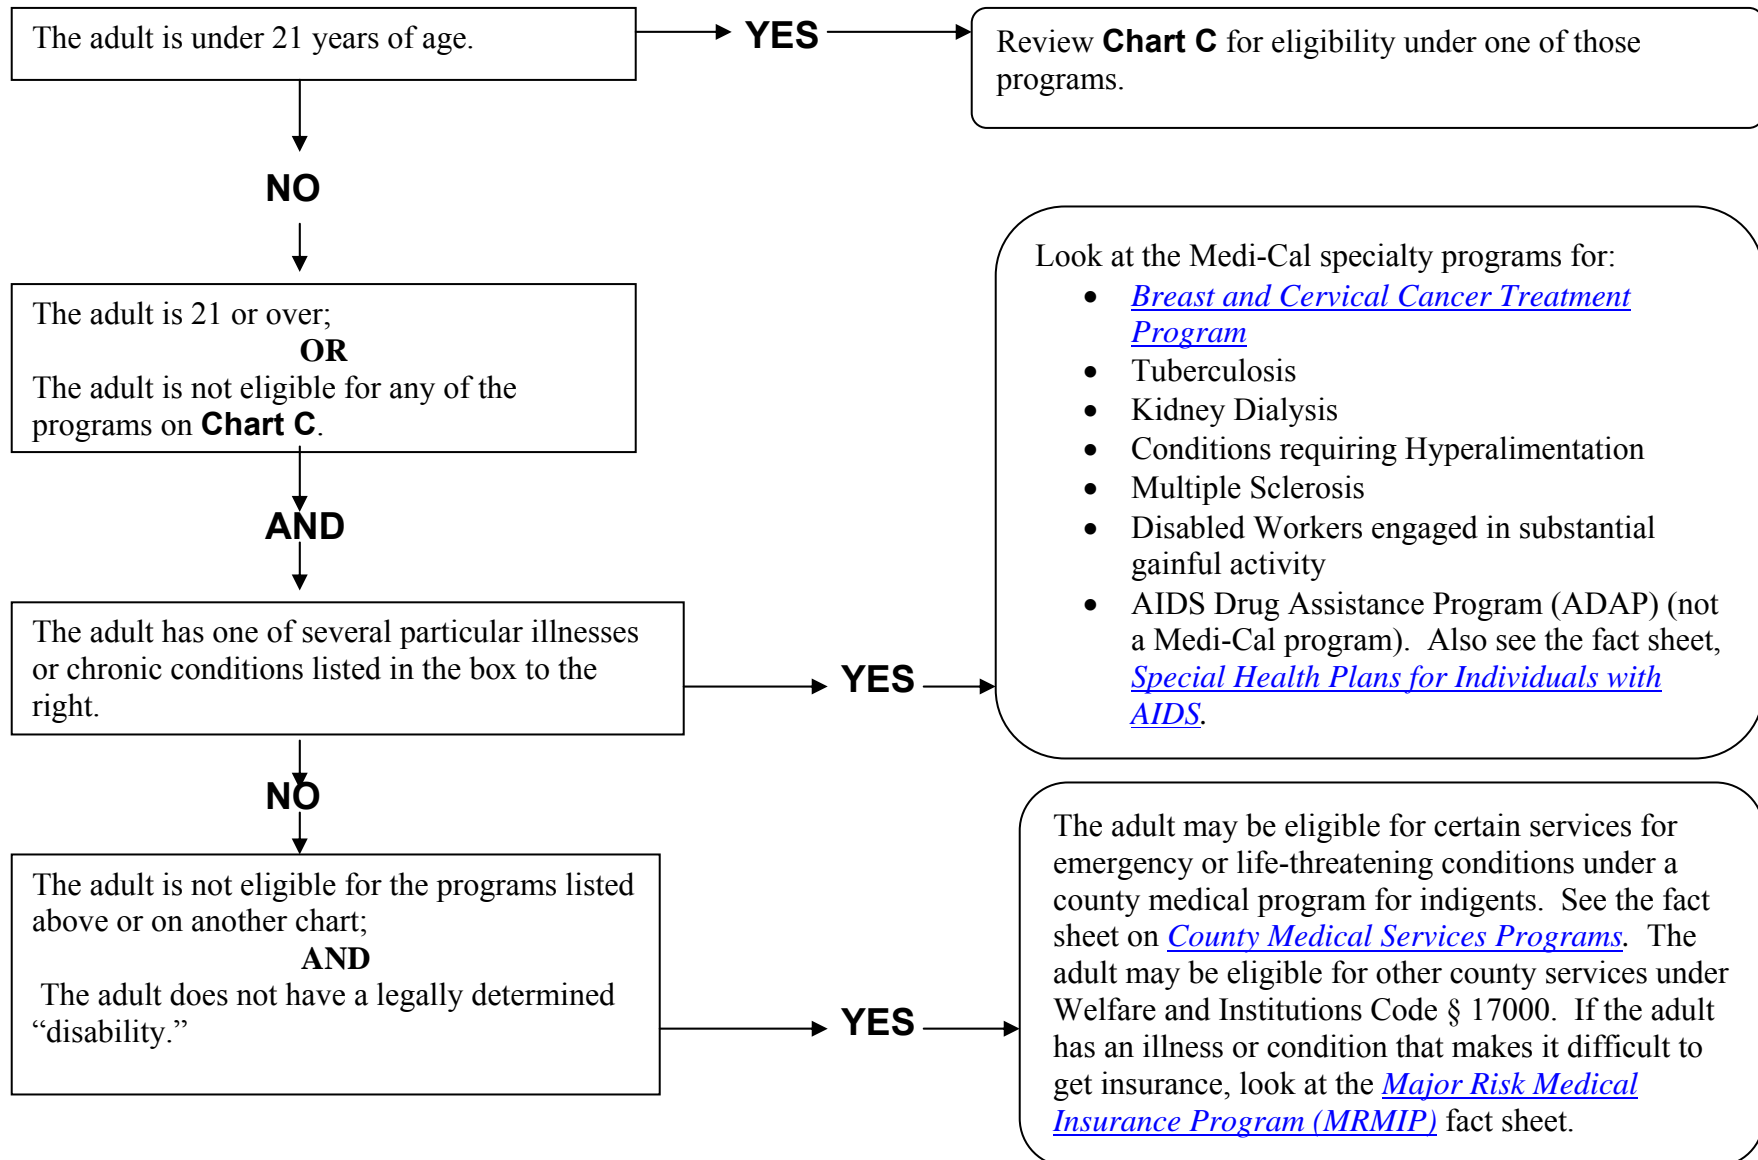 The adult is under 21 years of age.
YES
Review Chart C for eligibility under one of those
programs.
NO
The adult is 21 or over;
OR
The adult is not eligible for any of the
programs on Chart C.
AND
The adult has one of several particular illnesses
or chronic conditions listed in the box to the
right.
YES
Look at the Medi-Cal specialty programs for:
• Breast and Cervical Cancer Treatment
Program
• Tuberculosis
• Kidney Dialysis
• Conditions requiring Hyperalimentation
• Multiple Sclerosis
• Disabled Workers engaged in substantial
gainful activity
• AIDS Drug Assistance Program (ADAP) (not
a Medi-Cal program). Also see the fact sheet,
Special Health Plans for Individuals with
AIDS.
NO
The adult is not eligible for the programs listed
above or on another chart;
AND
The adult does not have a legally determined
“disability.”
YES
The adult may be eligible for certain services for
emergency or life-threatening conditions under a
county medical program for indigents. See the fact
sheet on County Medical Services Programs. The
adult may be eligible for other county services under
Welfare and Institutions Code § 17000. If the adult
has an illness or condition that makes it difficult to
get insurance, look at the Major Risk Medical
Insurance Program (MRMIP) fact sheet.